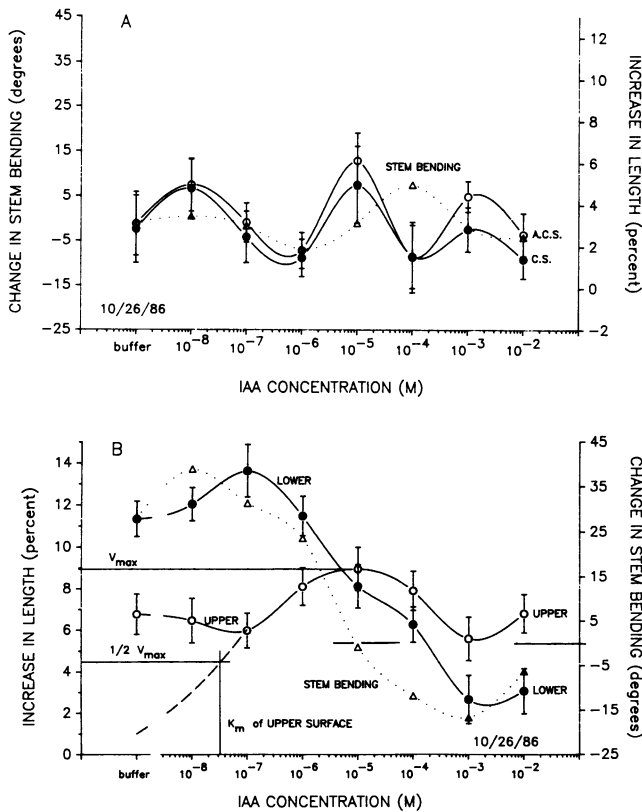 A
CHANGE IN STEM BENDING (degrees)
45
35
25
15
5
-5
-15
-25
INCREASE IN LENGTH (percent)
12
10
8
6
4
2
0
-2
STEM BENDING
A.C.S.
C.S.
10/26/86
buffer 10⁻⁸ 10⁻⁷ 10⁻⁶ 10⁻⁵ 10⁻⁴ 10⁻³ 10⁻²
IAA CONCENTRATION (M)
B
INCREASE IN LENGTH (percent)
14
12
10
8
6
4
2
0
CHANGE IN STEM BENDING (degrees)
45
35
25
15
5
-5
-15
-25
LOWER
Vmax
UPPER
UPPER
1/2 Vmax
STEM BENDING
LOWER
Km of UPPER SURFACE
10/26/86
buffer 10⁻⁸ 10⁻⁷ 10⁻⁶ 10⁻⁵ 10⁻⁴ 10⁻³ 10⁻²
IAA CONCENTRATION (M)